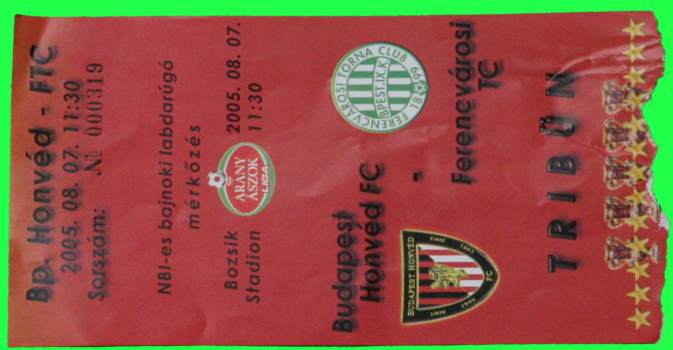 Bp. Honvéd - FTC
2005. 08. 07. 11:30
Sorszám: № 000319
NBI-es bajnoki labdarúgó
mérkőzés
ARANY
ÁSZOK
LIGA
Bozsik
Stadion
2005. 08. 07.
11:30
Budapest
Honvéd FC
-
Ferencvárosi
TC
FERENCVÁROSI TORNA CLUB
BPEST.IX.K
18 99
BUDAPEST HONVÉD
FC
TRIBÜN